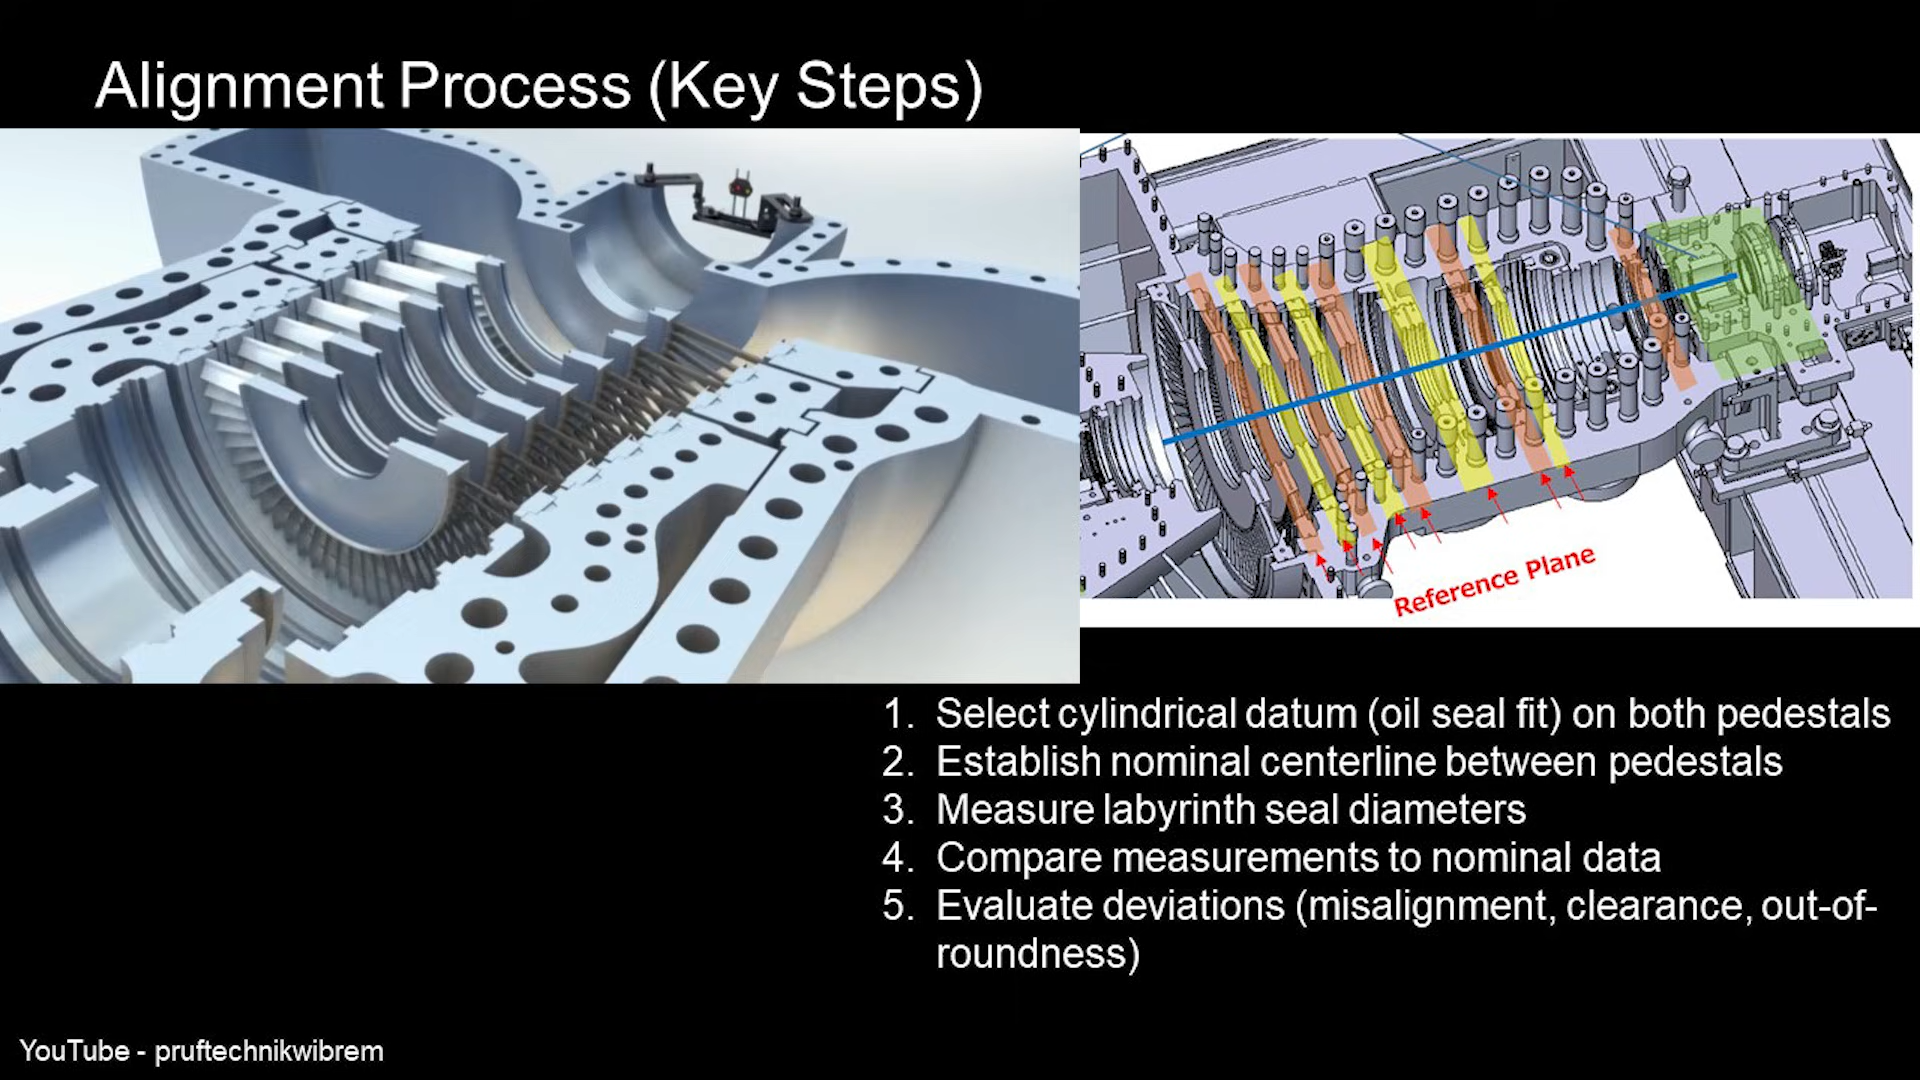 Alignment Process (Key Steps)
Reference Plane
1. Select cylindrical datum (oil seal fit) on both pedestals
2. Establish nominal centerline between pedestals
3. Measure labyrinth seal diameters
4. Compare measurements to nominal data
5. Evaluate deviations (misalignment, clearance, out-of-
roundness)
YouTube - pruftechnikwibrem